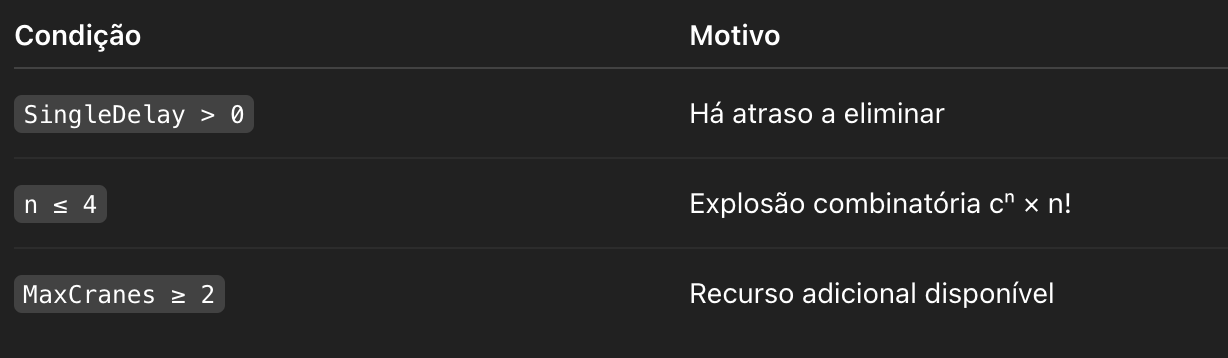 Condição Motivo
SingleDelay > 0 Há atraso a eliminar
n ≤ 4 Explosão combinatória cⁿ × n!
MaxCranes ≥ 2 Recurso adicional disponível